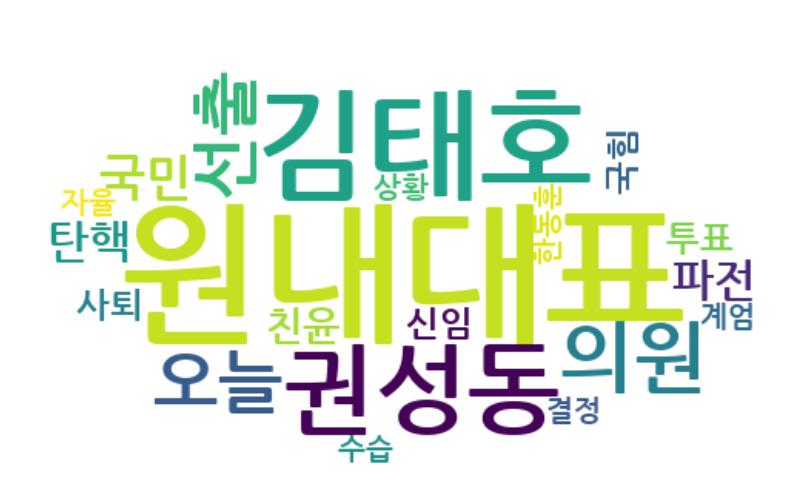 선출
김태호
국힘
국민
상황
자율
한동훈
탄핵
원내대표
투표
파전
사퇴
친윤
신임
계엄
오늘
권성동
의원
결정
수습